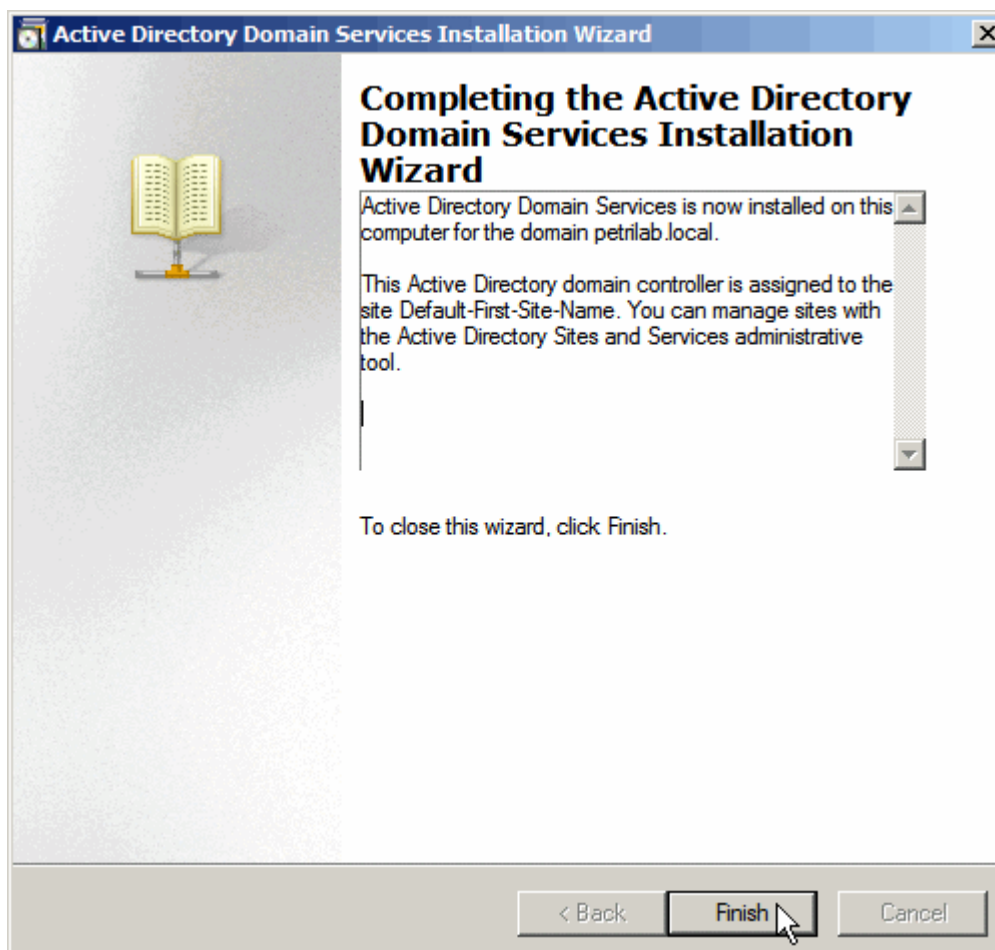 Active Directory Domain Services Installation Wizard
Completing the Active Directory
Domain Services Installation
Wizard
Active Directory Domain Services is now installed on this
computer for the domain petrilab.local.
This Active Directory domain controller is assigned to the
site Default-First-Site-Name. You can manage sites with
the Active Directory Sites and Services administrative
tool.
To close this wizard, click Finish.
< Back Finish Cancel